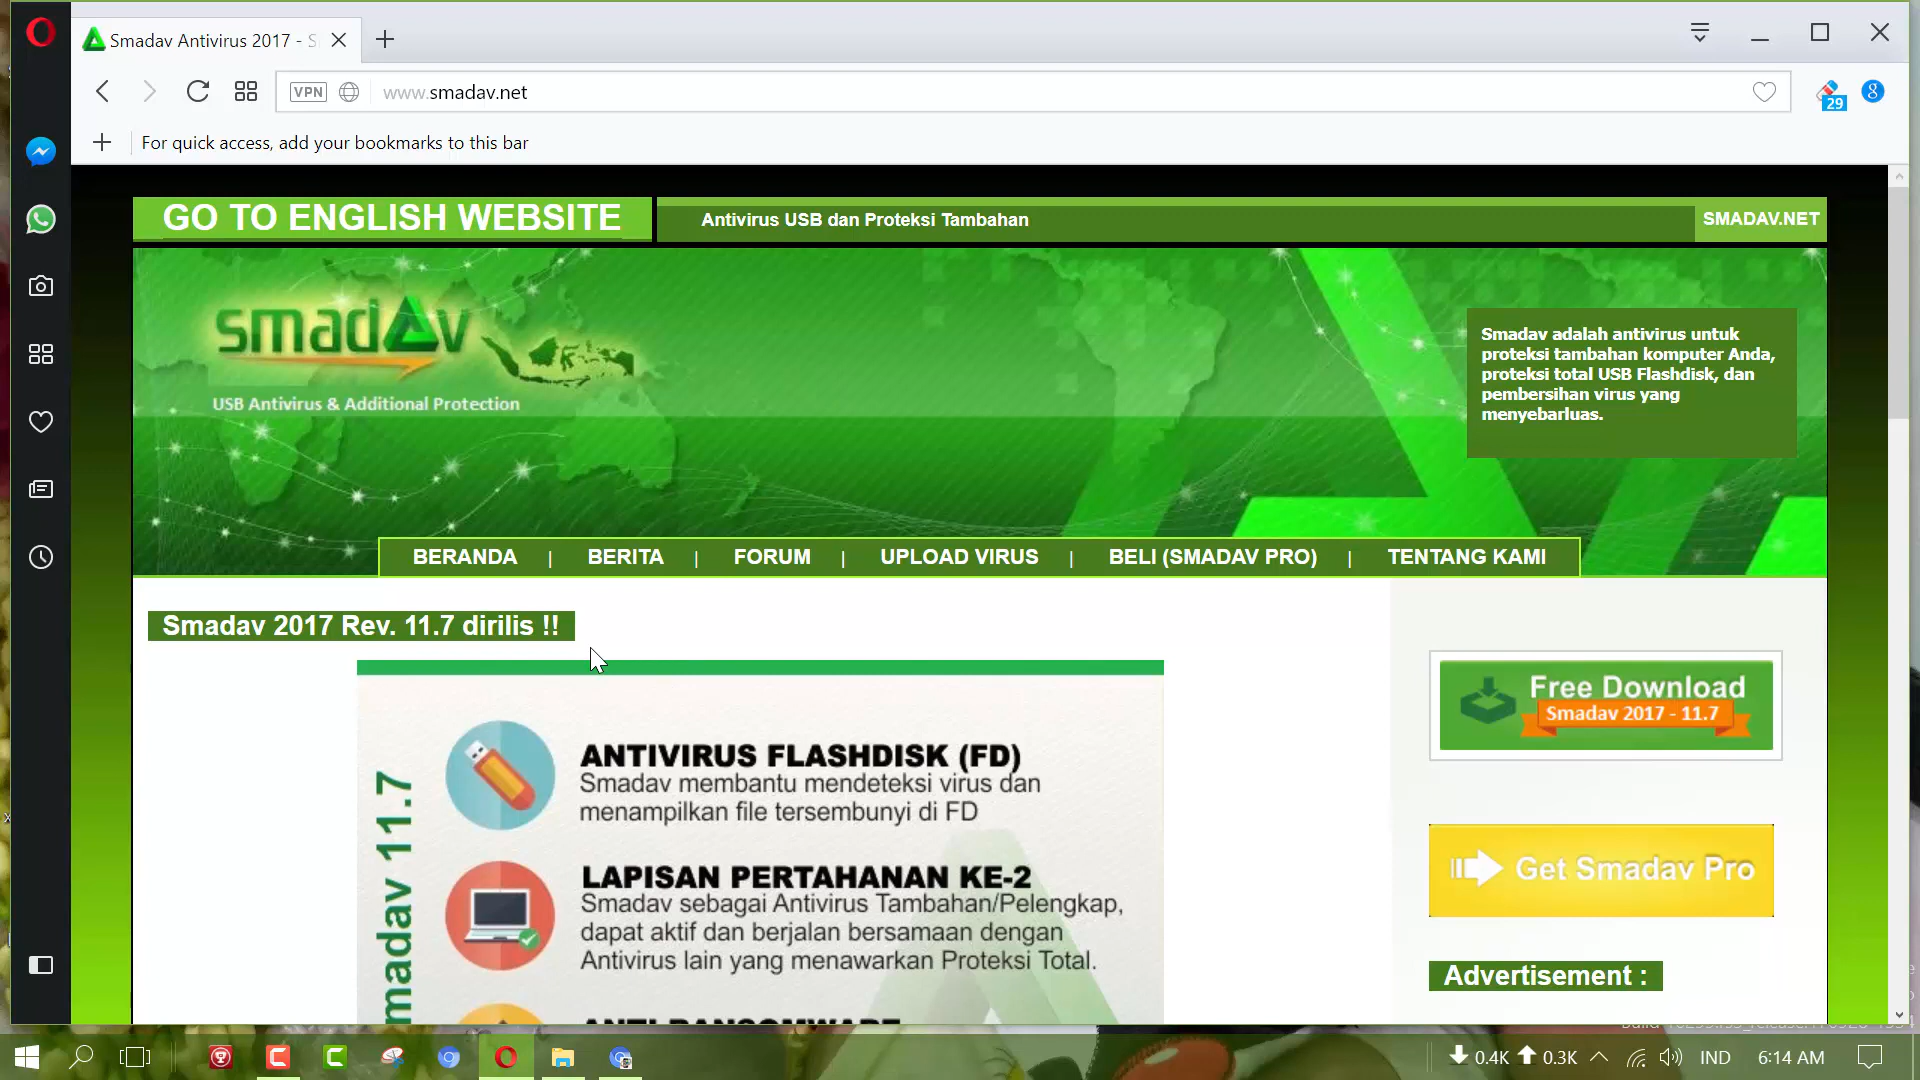 Smadav Antivirus 2017 - S
VPN
www.smadav.net
29
8
For quick access, add your bookmarks to this bar
GO TO ENGLISH WEBSITE
Antivirus USB dan Proteksi Tambahan
SMADAV.NET
smadav
USB Antivirus & Additional Protection
Smadav adalah antivirus untuk
proteksi tambahan komputer Anda,
proteksi total USB Flashdisk, dan
pembersihan virus yang
menyebarluas.
BERANDA | BERITA | FORUM | UPLOAD VIRUS | BELI (SMADAV PRO) | TENTANG KAMI
Smadav 2017 Rev. 11.7 dirilis !!
madav 11.7
ANTIVIRUS FLASHDISK (FD)
Smadav membantu mendeteksi virus dan
menampilkan file tersembunyi di FD
LAPISAN PERTAHANAN KE-2
Smadav sebagai Antivirus Tambahan/Pelengkap,
dapat aktif dan berjalan bersamaan dengan
Antivirus lain yang menawarkan Proteksi Total.
ANTI RANSOMWARE
Free Download
Smadav 2017 - 11.7
Get Smadav Pro
Advertisement :
0.4K 0.3K IND 6:14 AM